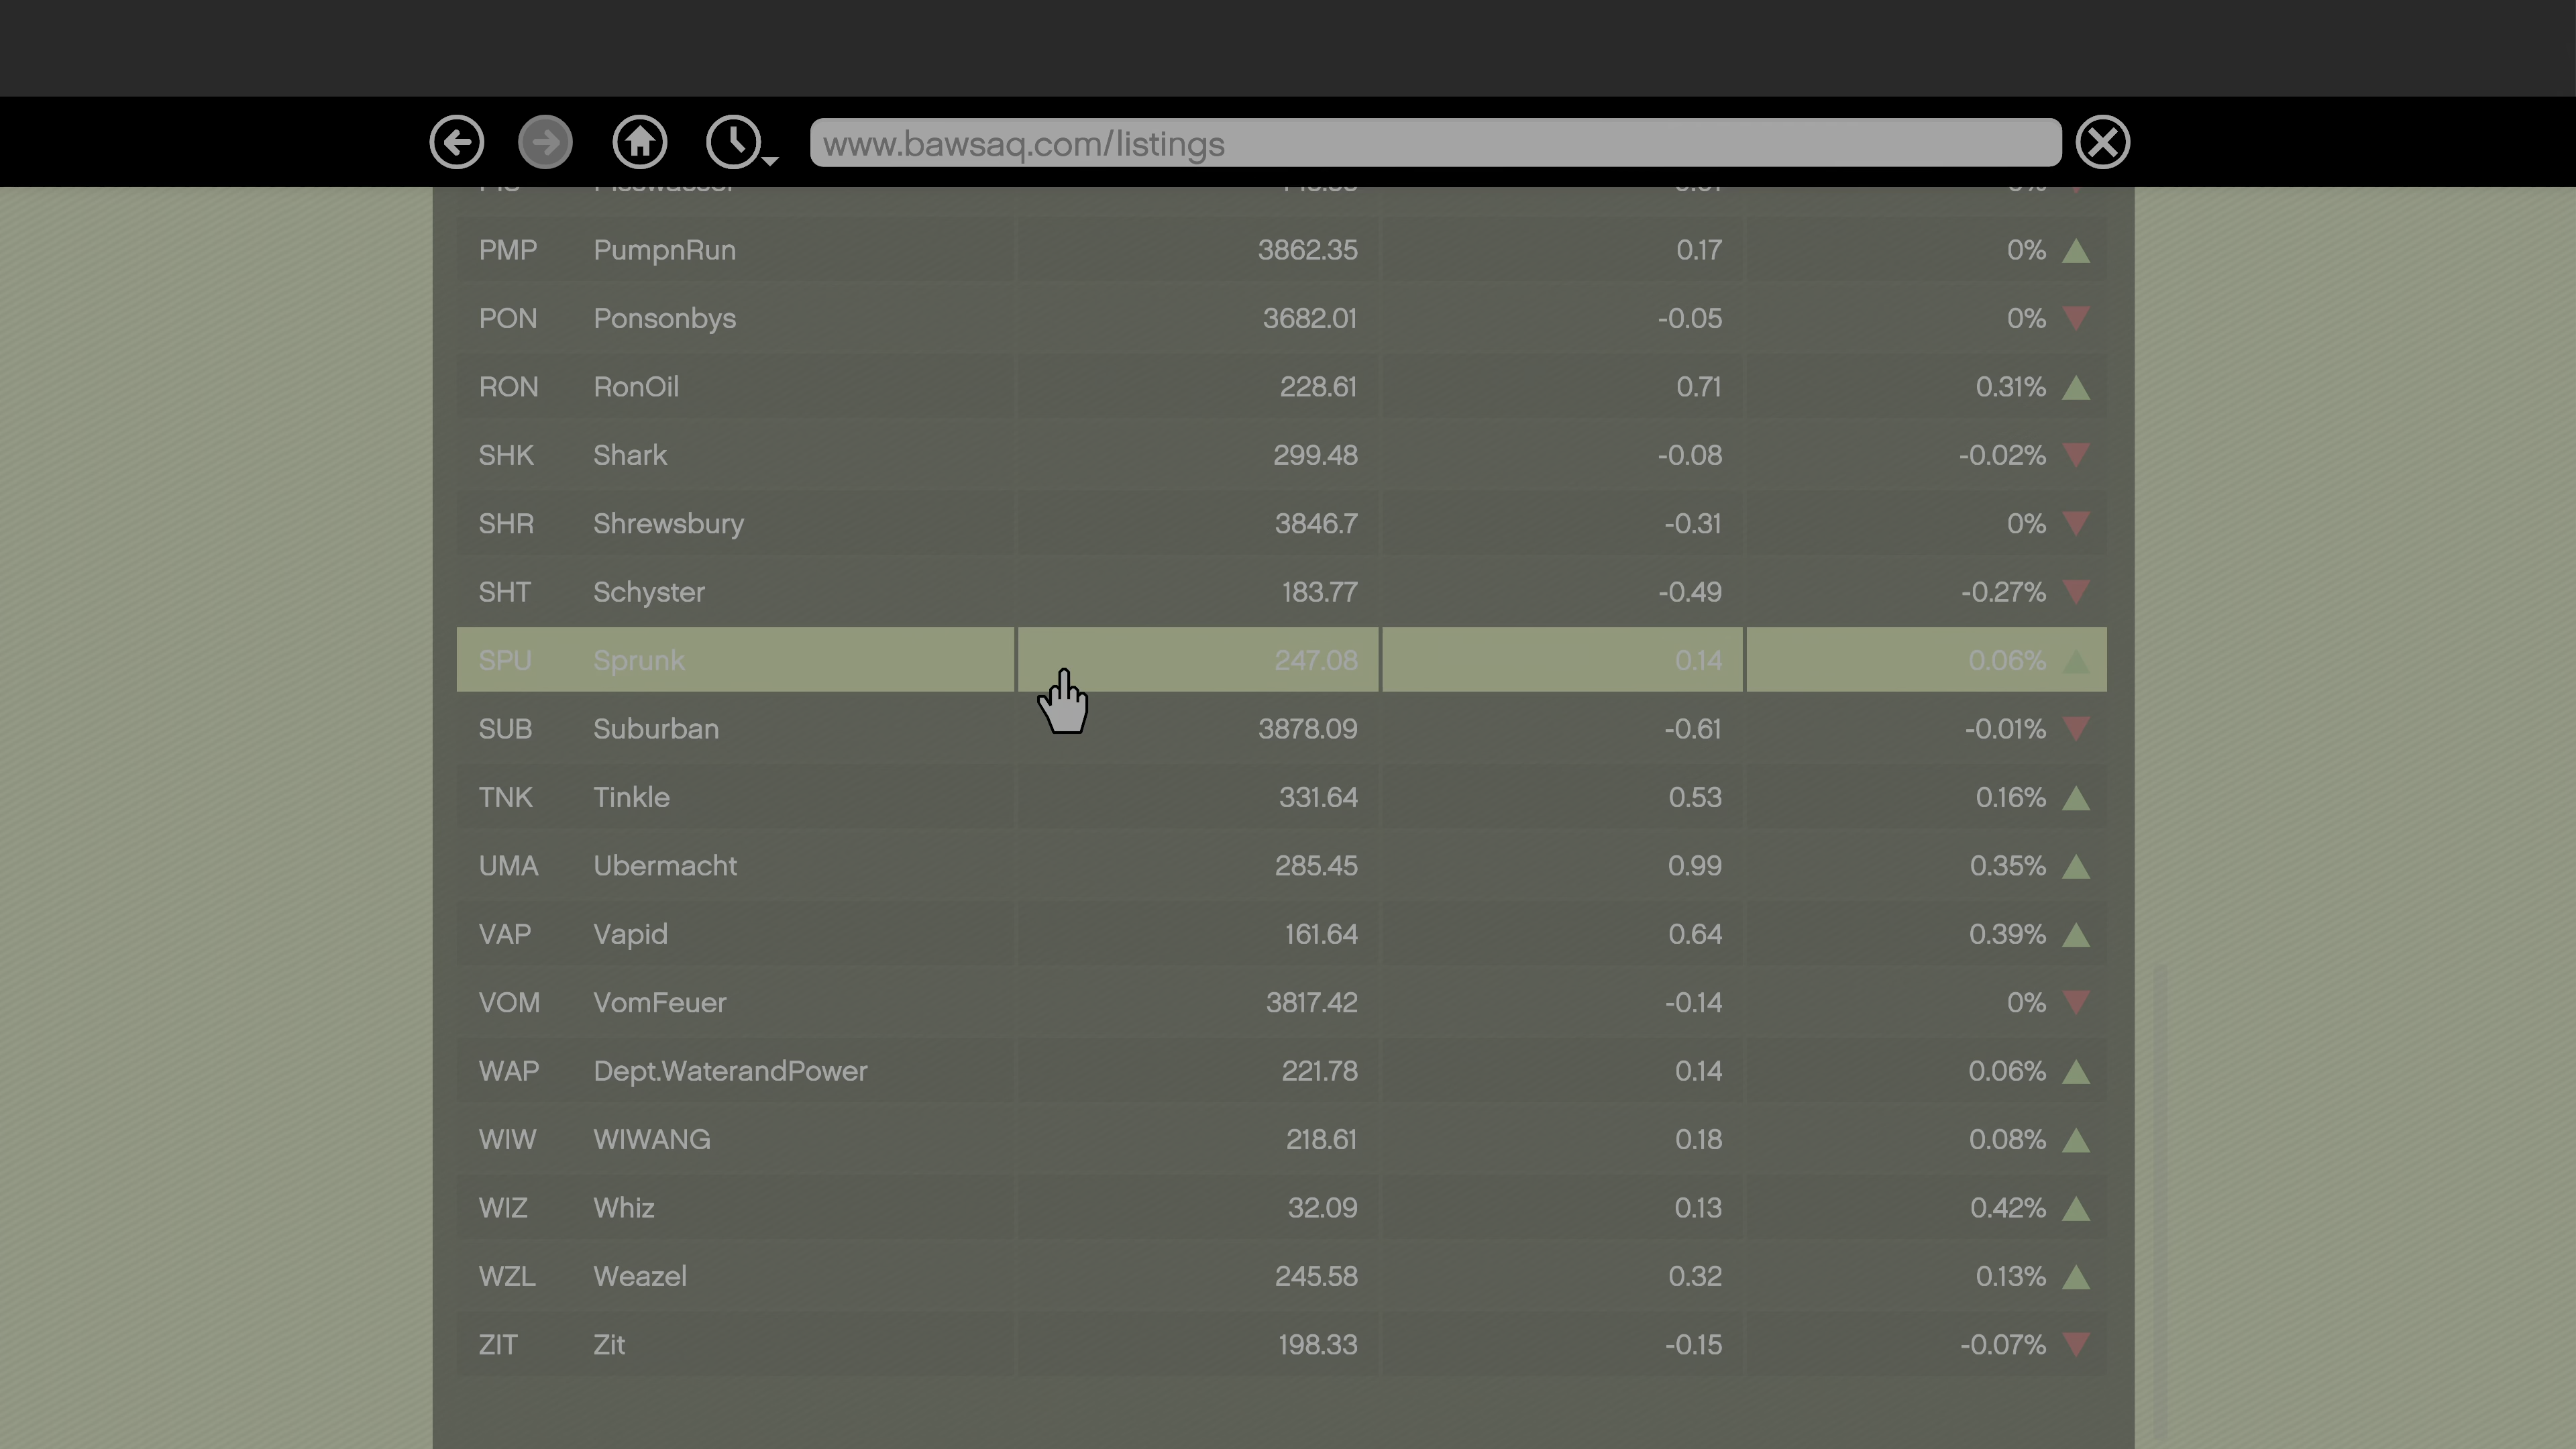 www.bawsaq.com/listings
PMP PumpnRun 3862.35 0.17 0%
PON Ponsonbys 3682.01 -0.05 0%
RON RonOil 228.61 0.71 0.31%
SHK Shark 299.48 -0.08 -0.02%
SHR Shrewsbury 3846.7 -0.31 0%
SHT Schyster 183.77 -0.49 -0.27%
SPU Sprunk 247.08 0.14 0.06%
SUB Suburban 3878.09 -0.61 -0.01%
TNK Tinkle 331.64 0.53 0.16%
UMA Ubermacht 285.45 0.99 0.35%
VAP Vapid 161.64 0.64 0.39%
VOM VomFeuer 3817.42 -0.14 0%
WAP Dept.WaterandPower 221.78 0.14 0.06%
WIW WIWANG 218.61 0.18 0.08%
WIZ Whiz 32.09 0.13 0.42%
WZL Weazel 245.58 0.32 0.13%
ZIT Zit 198.33 -0.15 -0.07%